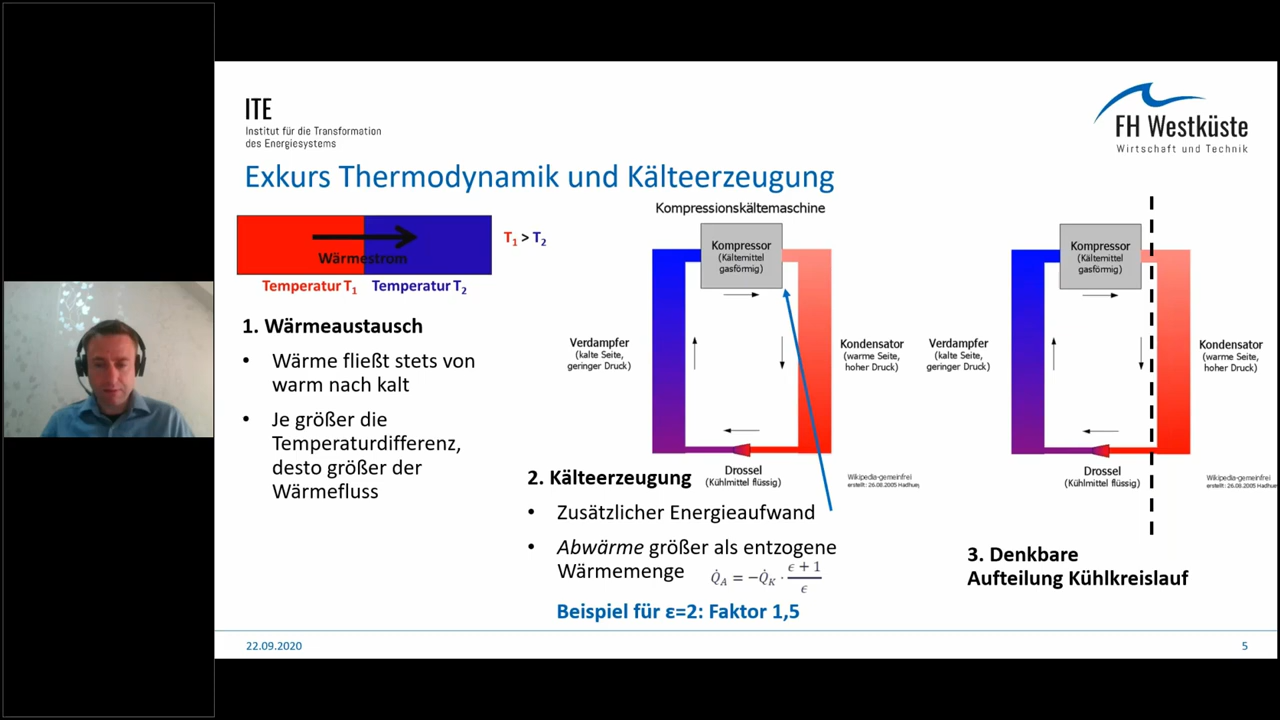 ITE
Institut für die Transformation
des Energiesystems
FH Westküste
Wirtschaft und Technik
Exkurs Thermodynamik und Kälteerzeugung
Wärmestrom
T₁ > T₂
Temperatur T₁
Temperatur T₂
1. Wärmeaustausch
• Wärme fließt stets von
warm nach kalt
• Je größer die
Temperaturdifferenz,
desto größer der
Wärmefluss
Kompressionskältemaschine
Kompressor
(Kältemittel
gasförmig)
Verdampfer
(kalte Seite,
geringer Druck)
Kondensator
(warme Seite,
hoher Druck)
Drossel
(Kühlmittel flüssig)
Wikipedia-gemeinfrei
erstellt: 26.08.2005
2. Kälteerzeugung
• Zusätzlicher Energieaufwand
• Abwärme größer als entzogene
Wärmemenge Q̇_A = −Q̇_K · (ϵ + 1)/ϵ
Beispiel für ε=2: Faktor 1,5
Kompressor
(Kältemittel
gasförmig)
Verdampfer
(kalte Seite,
geringer Druck)
Kondensator
(warme Seite,
hoher Druck)
Drossel
(Kühlmittel flüssig)
Wikipedia-gemeinfrei
erstellt: 26.08.2005
3. Denkbare
Aufteilung Kühlkreislauf
22.09.2020
5